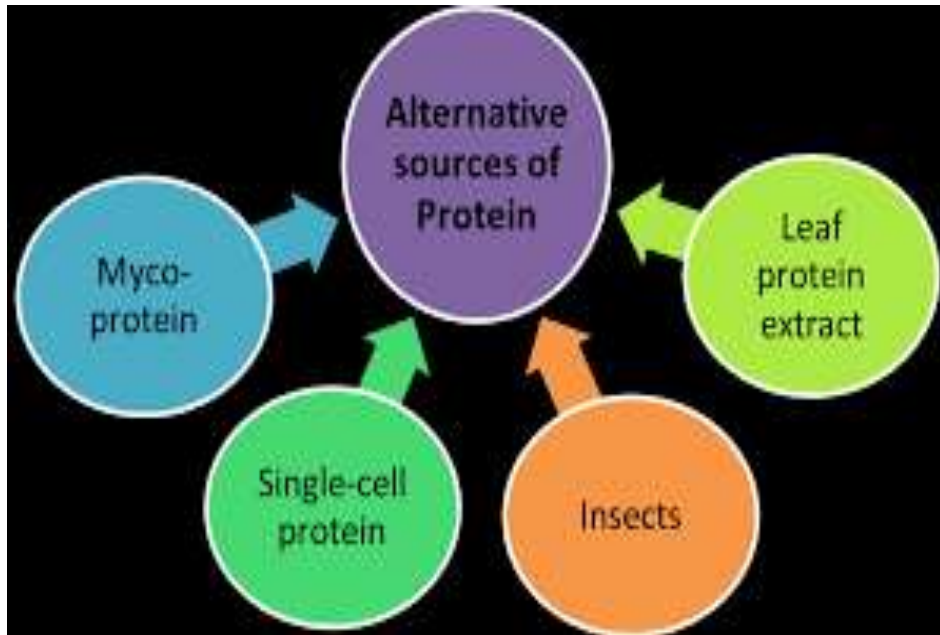 Alternative
sources of
Protein
Myco-
protein
Single-cell
protein
Insects
Leaf
protein
extract